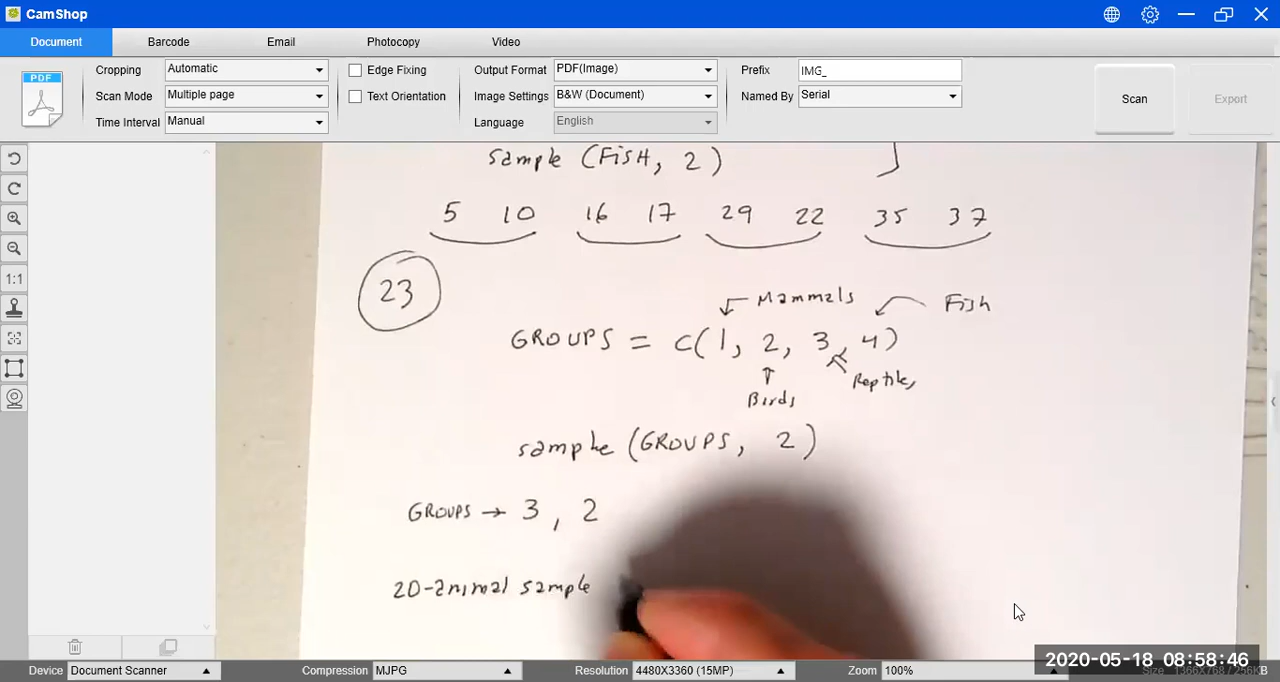 CamShop
Document Barcode Email Photocopy Video
Cropping Automatic Edge Fixing Output Format PDF(Image) Prefix IMG_
Scan Mode Multiple page Text Orientation Image Settings B&W (Document) Named By Serial
Time Interval Manual Language English
PDF Scan Export
1:1
sample (FISH, 2)
5 10 16 17 29 22 35 37
23
Mammals Fish
GROUPS = c(1, 2, 3, 4)
Reptiles
Birds
sample (GROUPS, 2)
GROUPS → 3, 2
20-animal sample
2020-05-18 08:58:46
Device Document Scanner Compression MJPG Resolution 4480X3360 (15MP) Zoom 100%